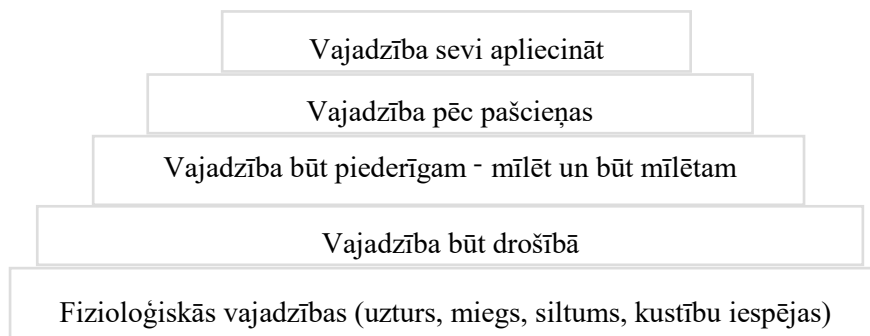 Vajadzība sevi apliecināt
Vajadzība pēc pašcieņas
Vajadzība būt piederīgam - mīlēt un būt mīlētam
Vajadzība būt drošībā
Fizioloģiskās vajadzības (uzturs, miegs, siltums, kustību iespējas)